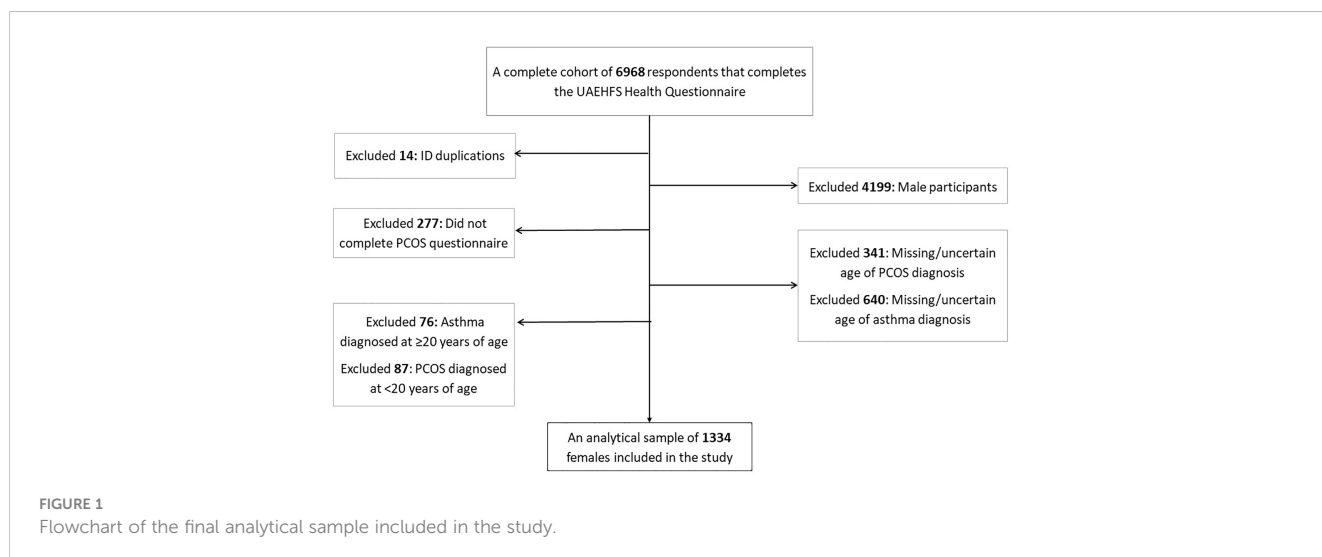 A complete cohort of 6968 respondents that completes
the UAEHFS Health Questionnaire
Excluded 14: ID duplications
Excluded 4199: Male participants
Excluded 277: Did not
complete PCOS questionnaire
Excluded 341: Missing/uncertain
age of PCOS diagnosis
Excluded 640: Missing/uncertain
age of asthma diagnosis
Excluded 76: Asthma
diagnosed at ≥20 years of age
Excluded 87: PCOS diagnosed
at <20 years of age
An analytical sample of 1334
females included in the study
FIGURE 1
Flowchart of the final analytical sample included in the study.